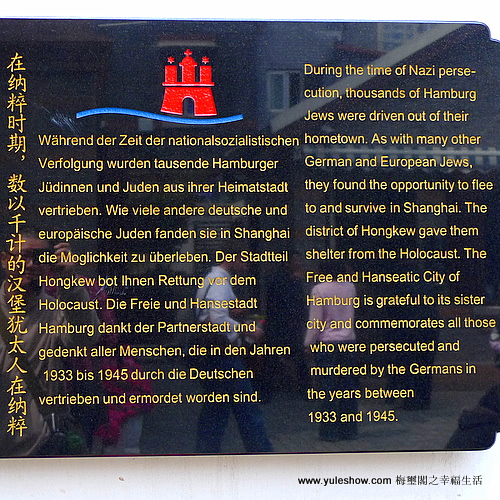 在纳粹时期，数以千计的汉堡犹太人在纳粹
Während der Zeit der nationalsozialistischen
Verfolgung wurden tausende Hamburger
Jüdinnen und Juden aus ihrer Heimatstadt
vertrieben. Wie viele andere deutsche und
europäische Juden fanden sie in Shanghai
die Moglichkeit zu überleben. Der Stadtteil
Hongkew bot Ihnen Rettung vor dem
Holocaust. Die Freie und Hansestadt
Hamburg dankt der Partnerstadt und
gedenkt aller Menschen, die in den Jahren
1933 bis 1945 durch die Deutschen
vertrieben und ermordet worden sind.
During the time of Nazi perse-
cution, thousands of Hamburg
Jews were driven out of their
hometown. As with many other
German and European Jews,
they found the opportunity to flee
to and survive in Shanghai. The
district of Hongkew gave them
shelter from the Holocaust. The
Free and Hanseatic City of
Hamburg is grateful to its sister
city and commemorates all those
who were persecuted and
murdered by the Germans in
the years between
1933 and 1945.
www.yuleshow.com 梅璽閣之幸福生活